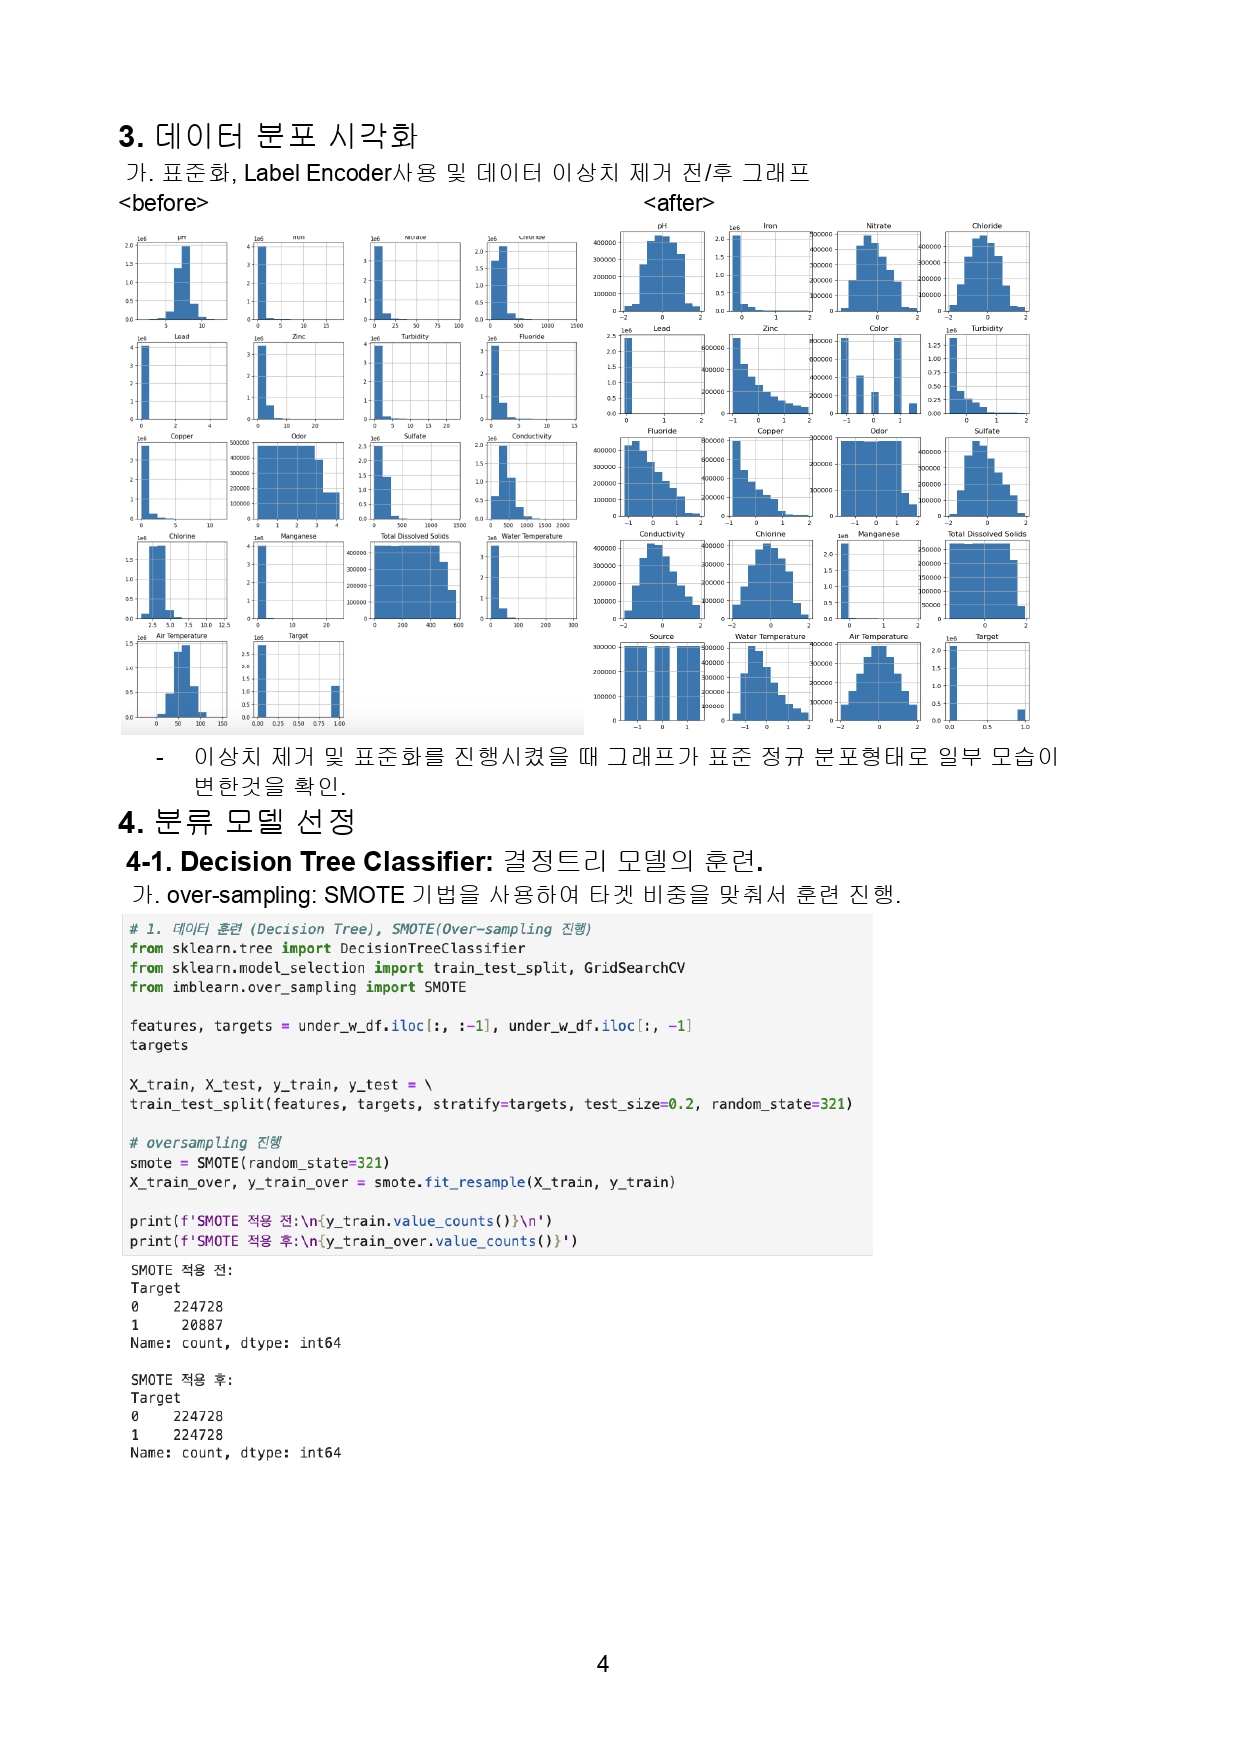 3. 데이터 분포 시각화
가. 표준화, Label Encoder사용 및 데이터 이상치 제거 전/후 그래프
<before>
<after>
pH Iron Nitrate Chloride
Lead Zinc Turbidity Fluoride
Copper Odor Sulfate Conductivity
Chlorine Manganese Total Dissolved Solids Water Temperature
Air Temperature Target
pH Iron Nitrate Chloride
Lead Zinc Color Turbidity
Fluoride Copper Odor Sulfate
Conductivity Chlorine Manganese Total Dissolved Solids
Source Water Temperature Air Temperature Target
- 이상치 제거 및 표준화를 진행시켰을 때 그래프가 표준 정규 분포형태로 일부 모습이
변한것을 확인.
4. 분류 모델 선정
4-1. Decision Tree Classifier: 결정트리 모델의 훈련.
가. over-sampling: SMOTE 기법을 사용하여 타겟 비중을 맞춰서 훈련 진행.
# 1. 데이터 훈련 (Decision Tree), SMOTE(Over-sampling 진행)
from sklearn.tree import DecisionTreeClassifier
from sklearn.model_selection import train_test_split, GridSearchCV
from imblearn.over_sampling import SMOTE
features, targets = under_w_df.iloc[:, :-1], under_w_df.iloc[:, -1]
targets
X_train, X_test, y_train, y_test = \
train_test_split(features, targets, stratify=targets, test_size=0.2, random_state=321)
# oversampling 진행
smote = SMOTE(random_state=321)
X_train_over, y_train_over = smote.fit_resample(X_train, y_train)
print(f'SMOTE 적용 전:\n{y_train.value_counts()}\n')
print(f'SMOTE 적용 후:\n{y_train_over.value_counts()}')
SMOTE 적용 전:
Target
0 224728
1 20887
Name: count, dtype: int64
SMOTE 적용 후:
Target
0 224728
1 224728
Name: count, dtype: int64
4